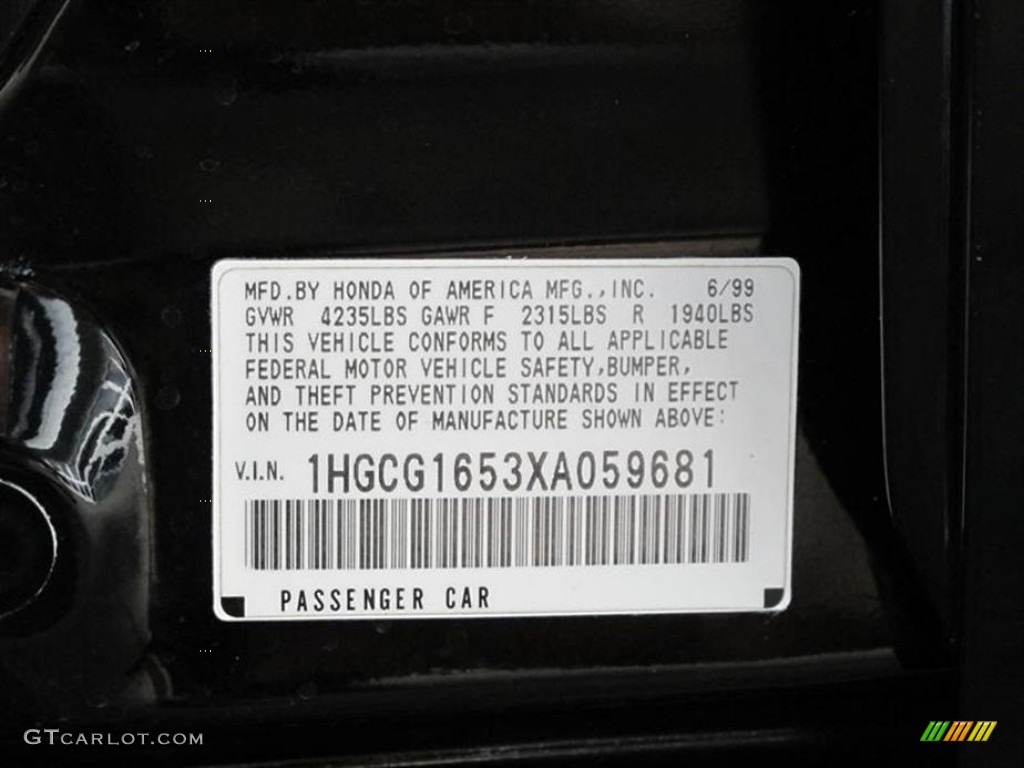 MFD.BY HONDA OF AMERICA MFG.,INC. 6/99
GVWR 4235LBS GAWR F 2315LBS R 1940LBS
THIS VEHICLE CONFORMS TO ALL APPLICABLE
FEDERAL MOTOR VEHICLE SAFETY,BUMPER,
AND THEFT PREVENTION STANDARDS IN EFFECT
ON THE DATE OF MANUFACTURE SHOWN ABOVE:
V.I.N. 1HGCG1653XA059681
PASSENGER CAR
GTCARLOT.COM